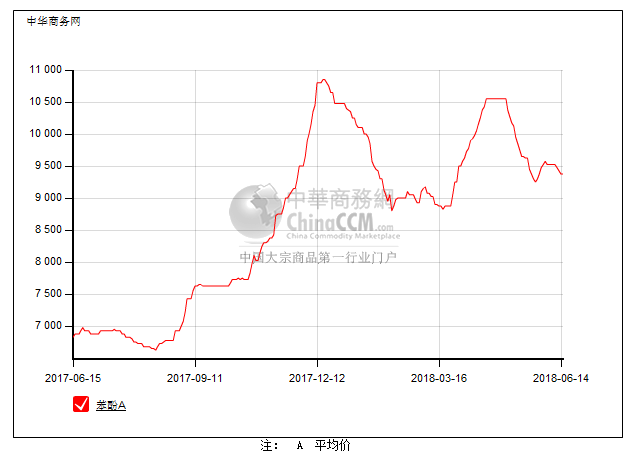 中华商务网
11 000
10 500
10 000
9 500
9 000
8 500
8 000
7 500
7 000
中華商務網
ChinaCCM.com
China Commodity Marketplace
中国大宗商品第一行业门户
2017-06-15 2017-09-11 2017-12-12 2018-03-16 2018-06-14
苯酚A
注： A 平均价